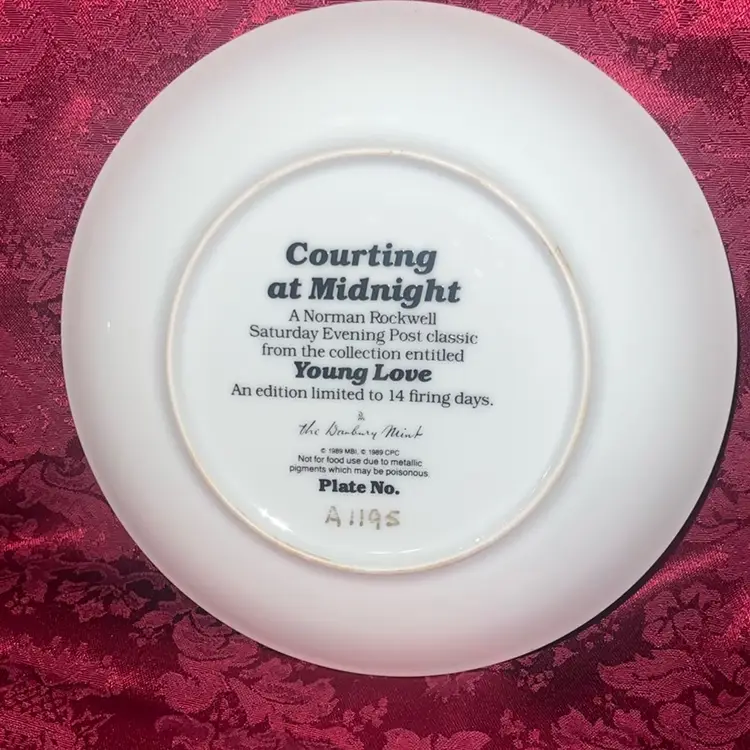 Courting
at Midnight
A Norman Rockwell
Saturday Evening Post classic
from the collection entitled
Young Love
An edition limited to 14 firing days.
the Danbury Mint
© 1989 MBI, © 1989 CPC
Not for food use due to metallic
pigments which may be poisonous.
Plate No.
A1195